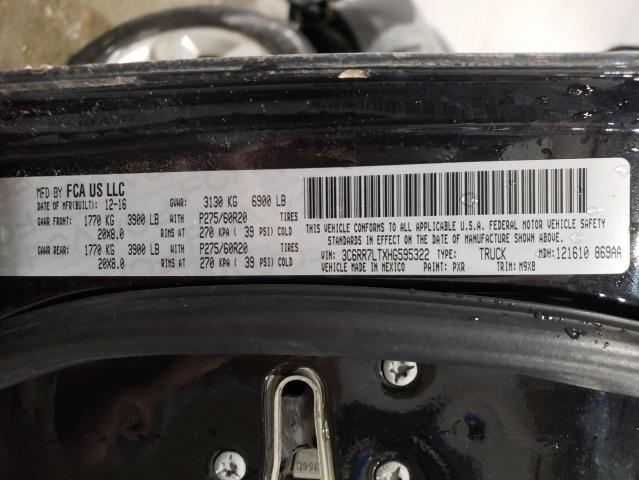 MFD BY FCA US LLC
DATE OF MFR(BUILT): 12-16 GVWR: 3130 KG 6900 LB
GAWR FRONT: 1770 KG 3900 LB WITH P275/60R20 TIRES
20X8.0 RIMS AT 270 KPA ( 39 PSI) COLD
GAWR REAR: 1770 KG 3900 LB WITH P275/60R20 TIRES
20X8.0 RIMS AT 270 KPA ( 39 PSI) COLD
THIS VEHICLE CONFORMS TO ALL APPLICABLE U.S.A. FEDERAL MOTOR VEHICLE SAFETY
STANDARDS IN EFFECT ON THE DATE OF MANUFACTURE SHOWN ABOVE.
VIN: 3C6RR7LTXHG595322 TYPE: TRUCK MDH: 121610 869AA
VEHICLE MADE IN MEXICO PAINT: PXR TRIM: M9X8